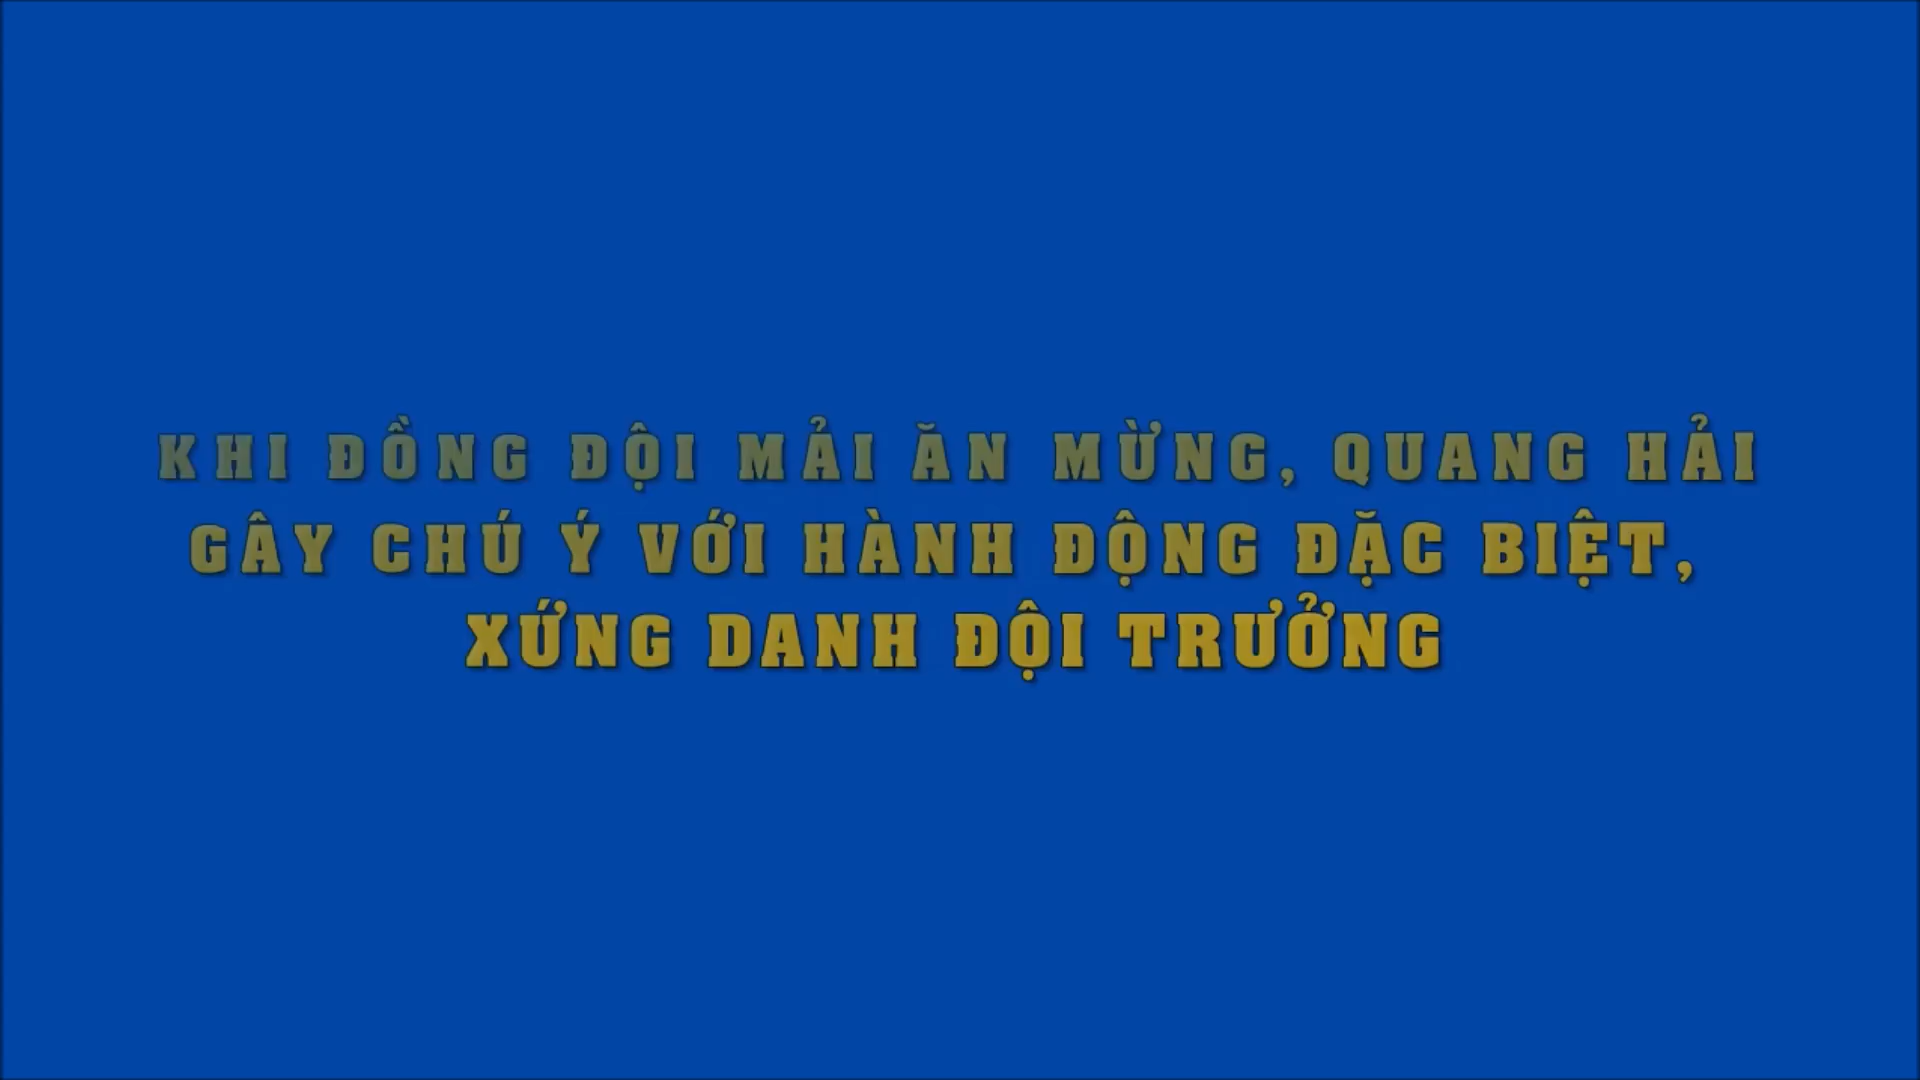 KHI ĐỒNG ĐỘI MẢI ĂN MỪNG, QUANG HẢI
GÂY CHÚ Ý VỚI HÀNH ĐỘNG ĐẶC BIỆT,
XỨNG DANH ĐỘI TRƯỞNG